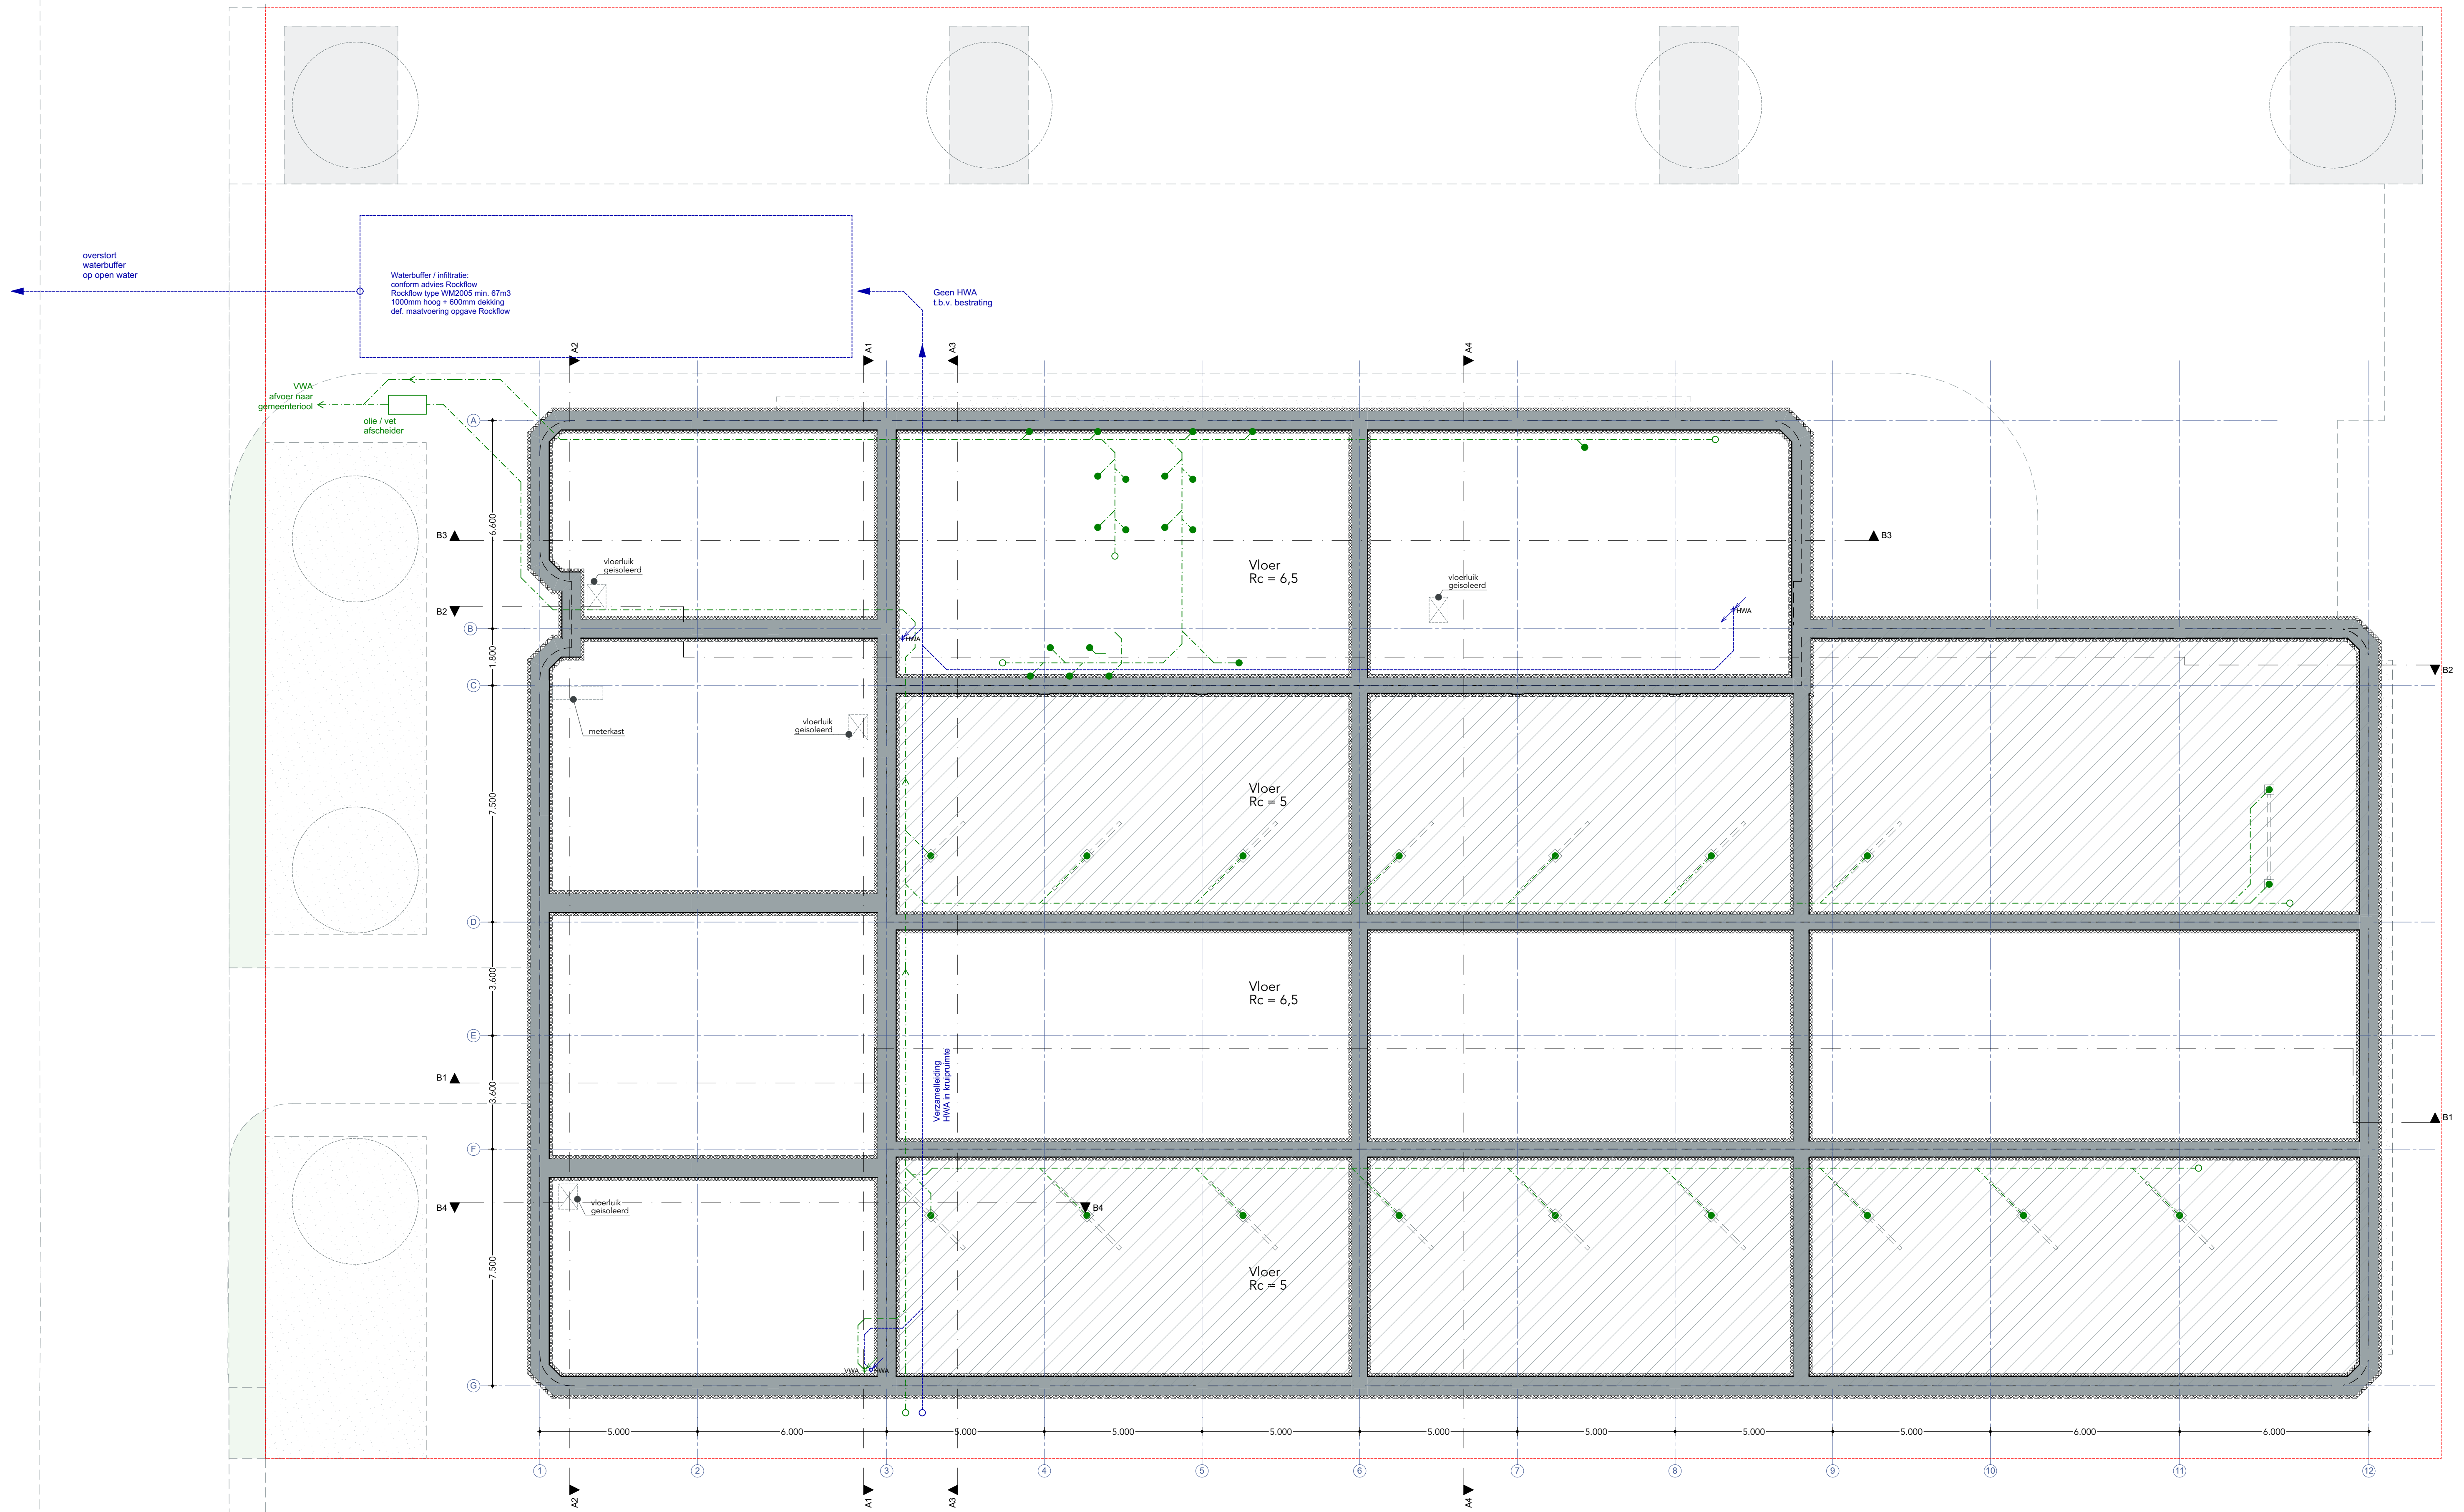 overstort
waterbuffer
op open water
Waterbuffer / infiltratie:
conform advies Rockflow
Rockflow type WM2005 min. 67m3
1000mm hoog + 600mm dekking
def. maatvoering opgave Rockflow
Geen HWA
t.b.v. bestrating
A2
A1
A3
A4
VWA
afvoer naar
gemeenteriool
olie / vet
afscheider
A
6.600
B3
B3
vloerluik
geisoleerd
Vloer
Rc = 6,5
vloerluik
geisoleerd
B2
HWA
HWA
B
1.800
B2
C
meterkast
vloerluik
geisoleerd
7.500
Vloer
Rc = 5
D
3.600
Vloer
Rc = 6,5
E
B1
3.600
Verzamelleiding
HWA in kruipruimte
B1
F
B4
vloerluik
geisoleerd
B4
7.500
Vloer
Rc = 5
VWA
HWA
G
5.000
6.000
5.000
5.000
5.000
5.000
5.000
5.000
5.000
6.000
6.000
1
2
3
4
5
6
7
8
9
10
11
12
A2
A1
A3
A4